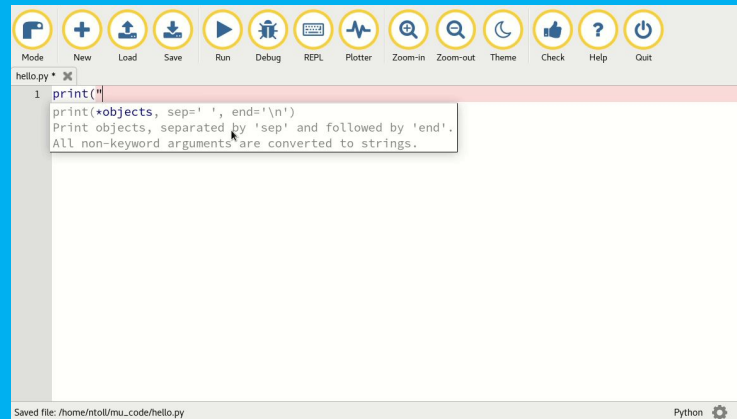 Mode New Load Save Run Debug REPL Plotter Zoom-in Zoom-out Theme Check Help Quit
hello.py *
1 print("
print(*objects, sep=' ', end='\n')
Print objects, separated by 'sep' and followed by 'end'.
All non-keyword arguments are converted to strings.
Saved file: /home/ntoll/mu_code/hello.py Python